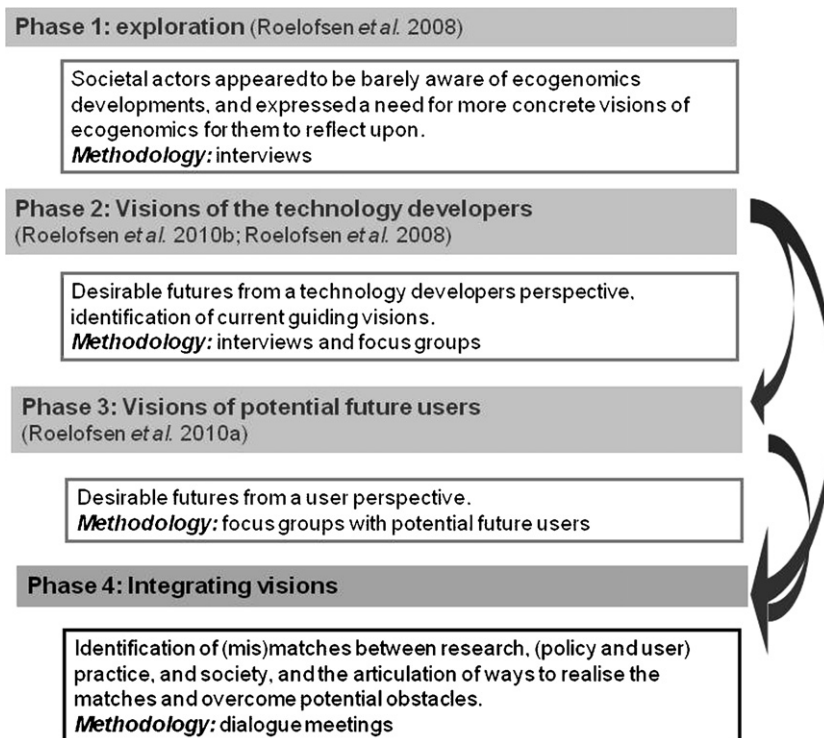 Phase 1: exploration (Roelofsen et al. 2008)
Societal actors appeared to be barely aware of ecogenomics
developments, and expressed a need for more concrete visions of
ecogenomics for them to reflect upon.
Methodology: interviews
Phase 2: Visions of the technology developers
(Roelofsen et al. 2010b; Roelofsen et al. 2008)
Desirable futures from a technology developers perspective,
identification of current guiding visions.
Methodology: interviews and focus groups
Phase 3: Visions of potential future users
(Roelofsen et al. 2010a)
Desirable futures from a user perspective.
Methodology: focus groups with potential future users
Phase 4: Integrating visions
Identification of (mis)matches between research, (policy and user)
practice, and society, and the articulation of ways to realise the
matches and overcome potential obstacles.
Methodology: dialogue meetings